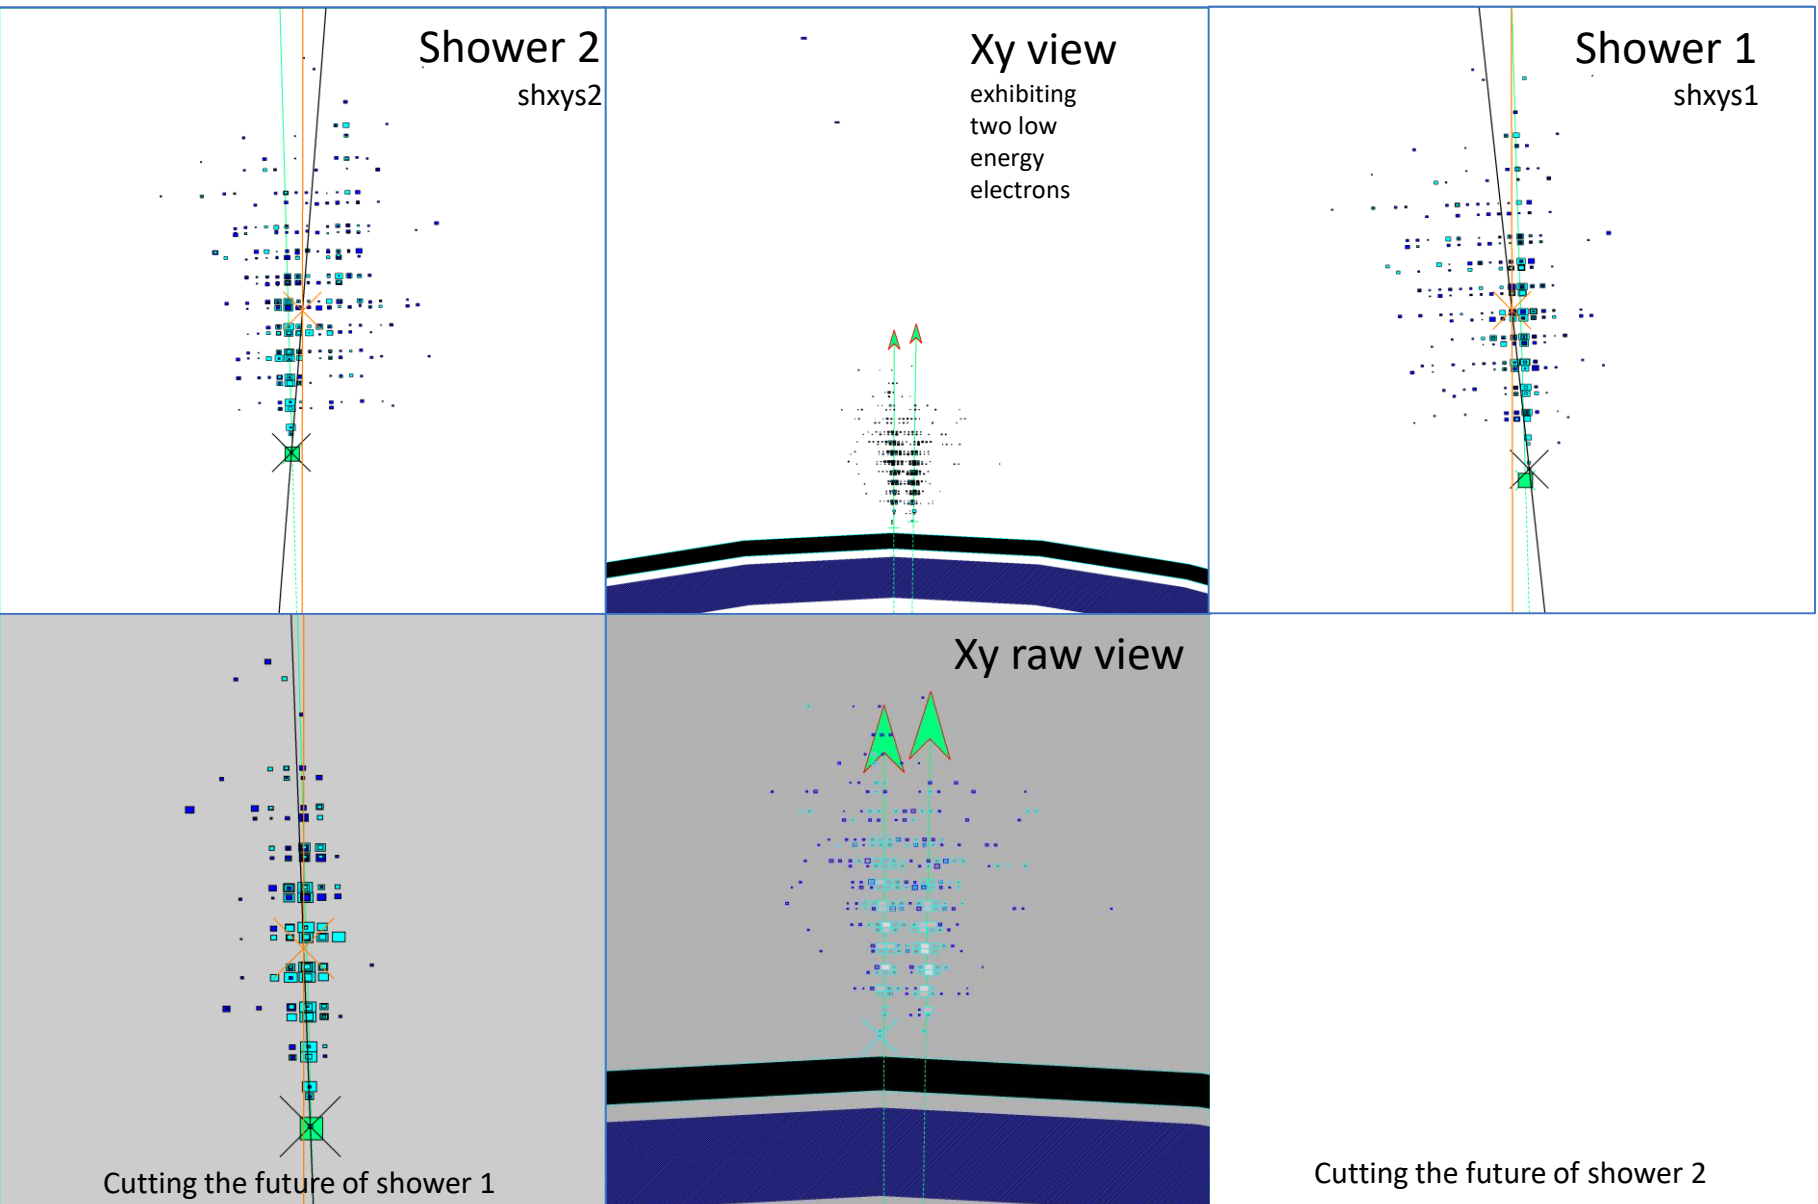 Shower 2
shxys2
Xy view
exhibiting
two low
energy
electrons
Shower 1
shxys1
Cutting the future of shower 1
Xy raw view
Cutting the future of shower 2